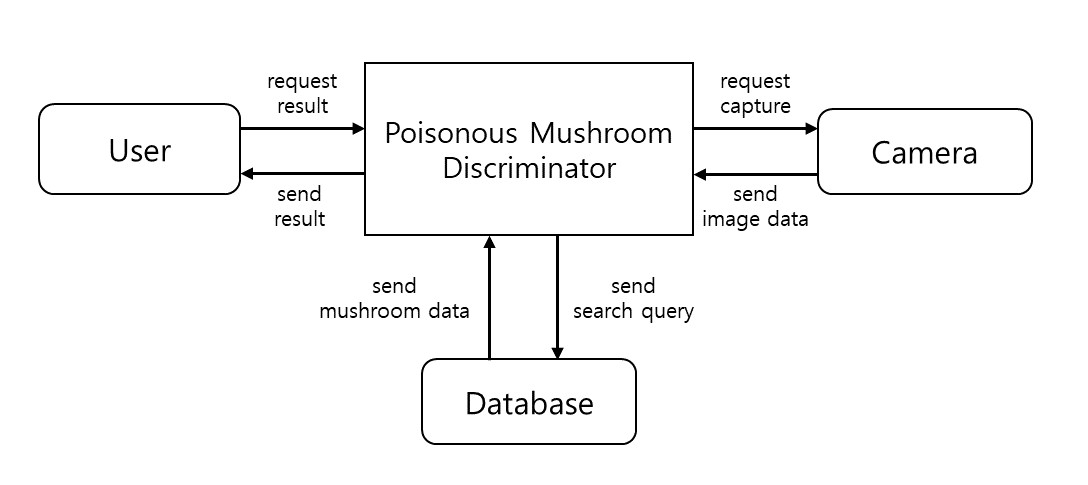 request
result
request
capture
User
Poisonous Mushroom
Discriminator
Camera
send
result
send
image data
send
mushroom data
send
search query
Database